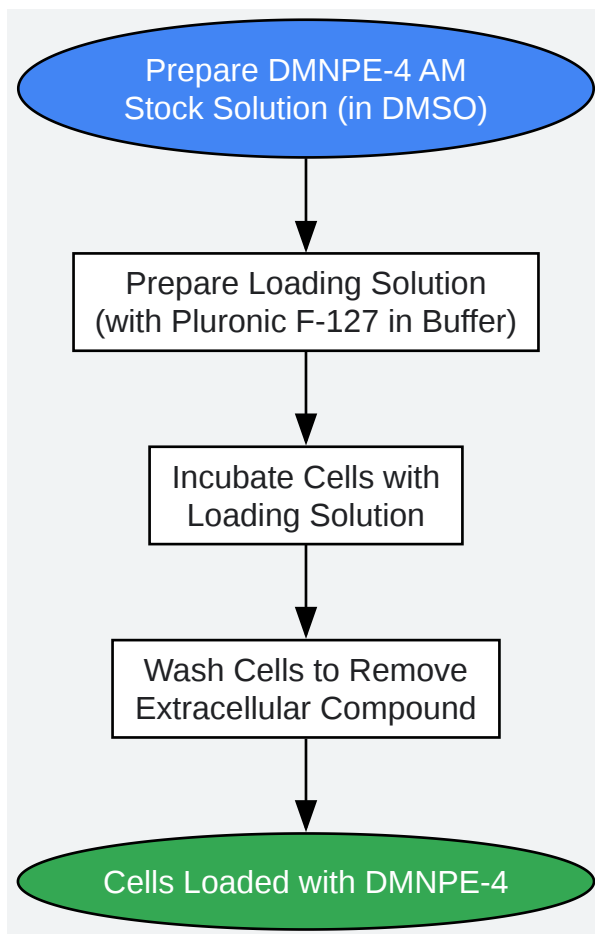 Prepare DMNPE-4 AM
Stock Solution (in DMSO)
Prepare Loading Solution
(with Pluronic F-127 in Buffer)
Incubate Cells with
Loading Solution
Wash Cells to Remove
Extracellular Compound
Cells Loaded with DMNPE-4